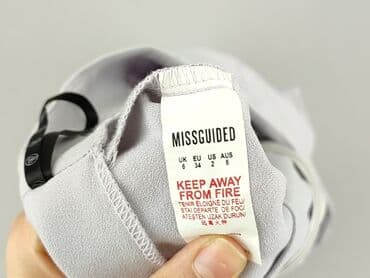 MISSGUIDED
UK EU US AUS
6 34 2 6
KEEP AWAY
FROM FIRE
TENIR ÉLOIGNÉ DU FEU
STAI DEPARTE DE FOC
ATEŞTEN UZAK DURUN